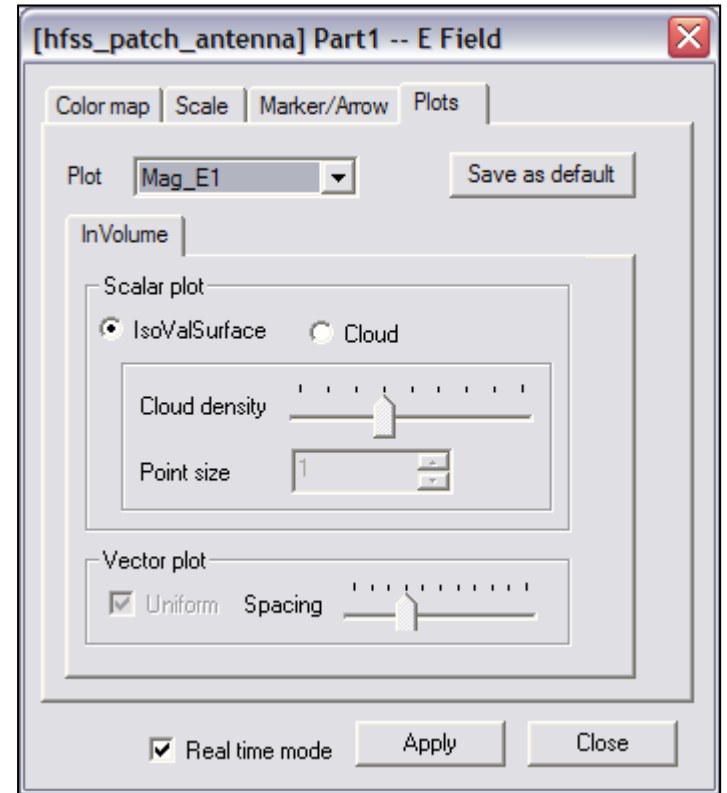 [hfss_patch_antenna] Part1 -- E Field
Color map Scale Marker/Arrow Plots
Plot Mag_E1 Save as default
InVolume
Scalar plot
IsoValSurface Cloud
Cloud density
Point size 1
Vector plot
Uniform Spacing
Real time mode Apply Close